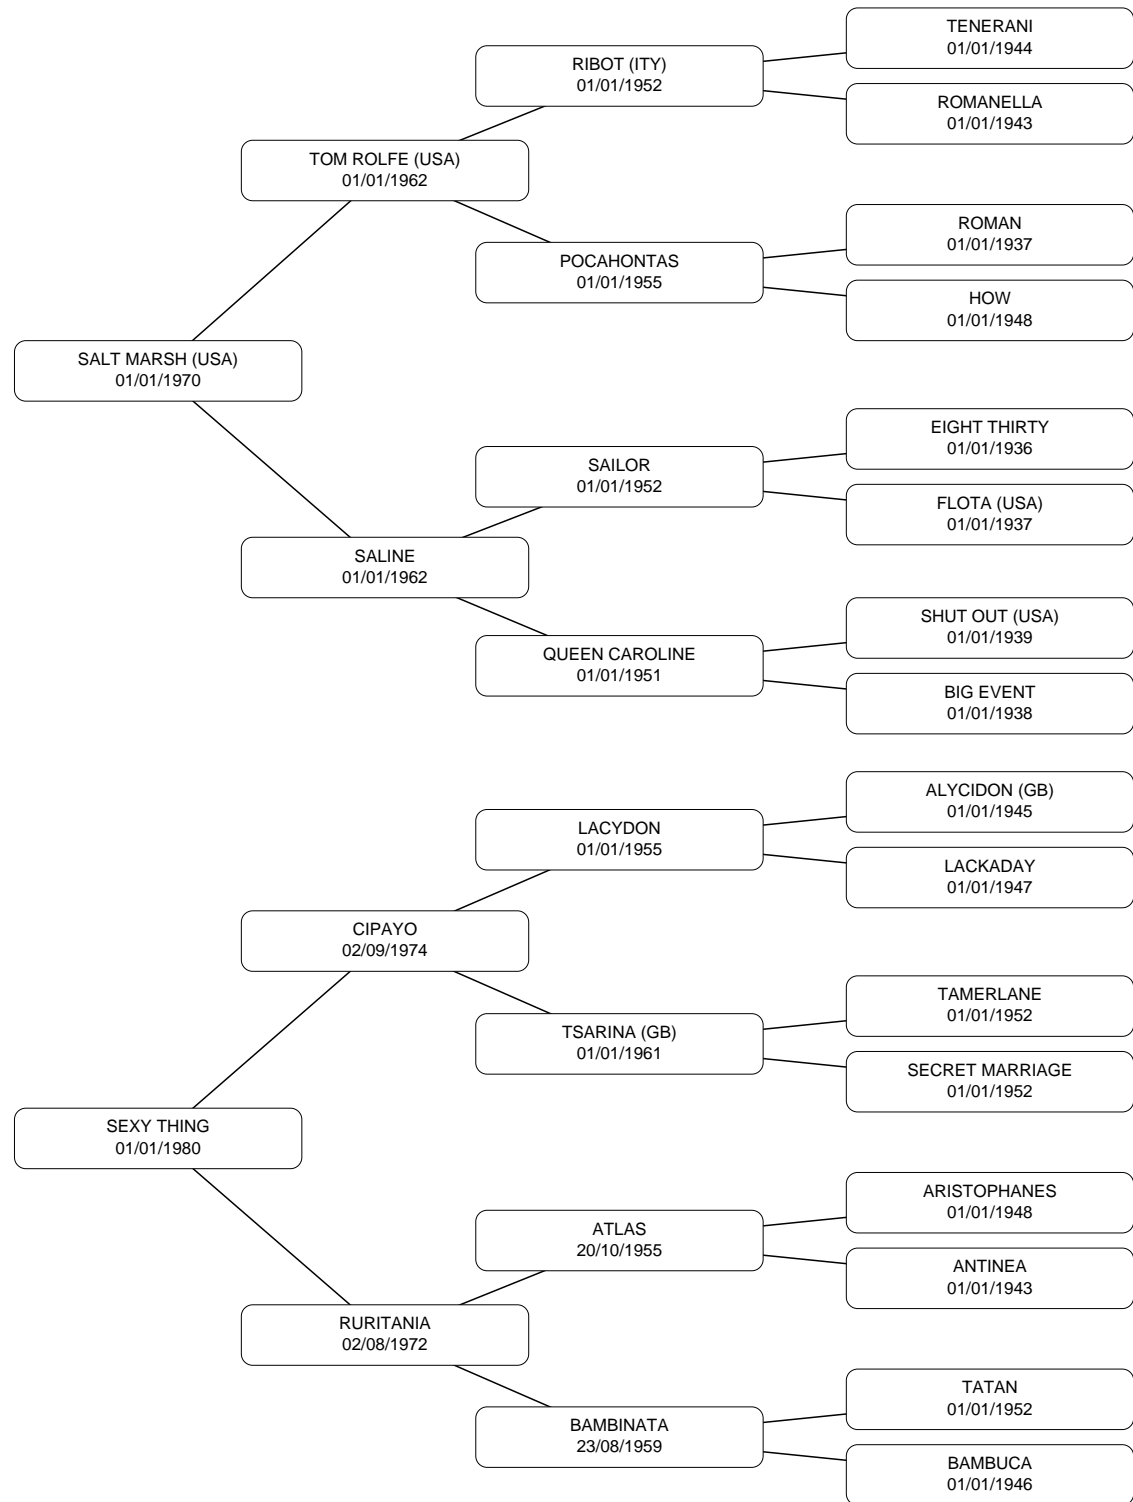 TENERANI
01/01/1944
RIBOT (ITY)
01/01/1952
ROMANELLA
01/01/1943
TOM ROLFE (USA)
01/01/1962
ROMAN
01/01/1937
POCAHONTAS
01/01/1955
HOW
01/01/1948
SALT MARSH (USA)
01/01/1970
EIGHT THIRTY
01/01/1936
SAILOR
01/01/1952
FLOTA (USA)
01/01/1937
SALINE
01/01/1962
SHUT OUT (USA)
01/01/1939
QUEEN CAROLINE
01/01/1951
BIG EVENT
01/01/1938
ALYCIDON (GB)
01/01/1945
LACYDON
01/01/1955
LACKADAY
01/01/1947
CIPAYO
02/09/1974
TAMERLANE
01/01/1952
TSARINA (GB)
01/01/1961
SECRET MARRIAGE
01/01/1952
SEXY THING
01/01/1980
ARISTOPHANES
01/01/1948
ATLAS
20/10/1955
ANTINEA
01/01/1943
RURITANIA
02/08/1972
TATAN
01/01/1952
BAMBINATA
23/08/1959
BAMBUCA
01/01/1946